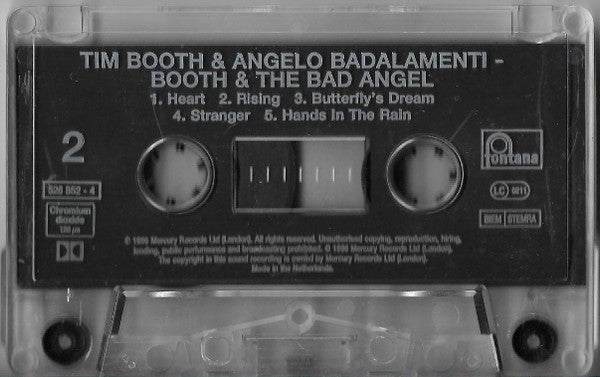 TIM BOOTH & ANGELO BADALAMENTI -
BOOTH & THE BAD ANGEL
1. Heart 2. Rising 3. Butterfly's Dream
4. Stranger 5. Hands In The Rain
2
fontana
526 852 - 4
LC 0211
Chromium
dioxide
120 µs
BIEM STEMRA
℗ 1996 Mercury Records Ltd (London). All rights reserved. Unauthorised copying, reproduction, hiring,
lending, public performance and broadcasting prohibited. © 1996 Mercury Records Ltd (London).
The copyright in this sound recording is owned by Mercury Records Ltd (London).
Made in the Netherlands.